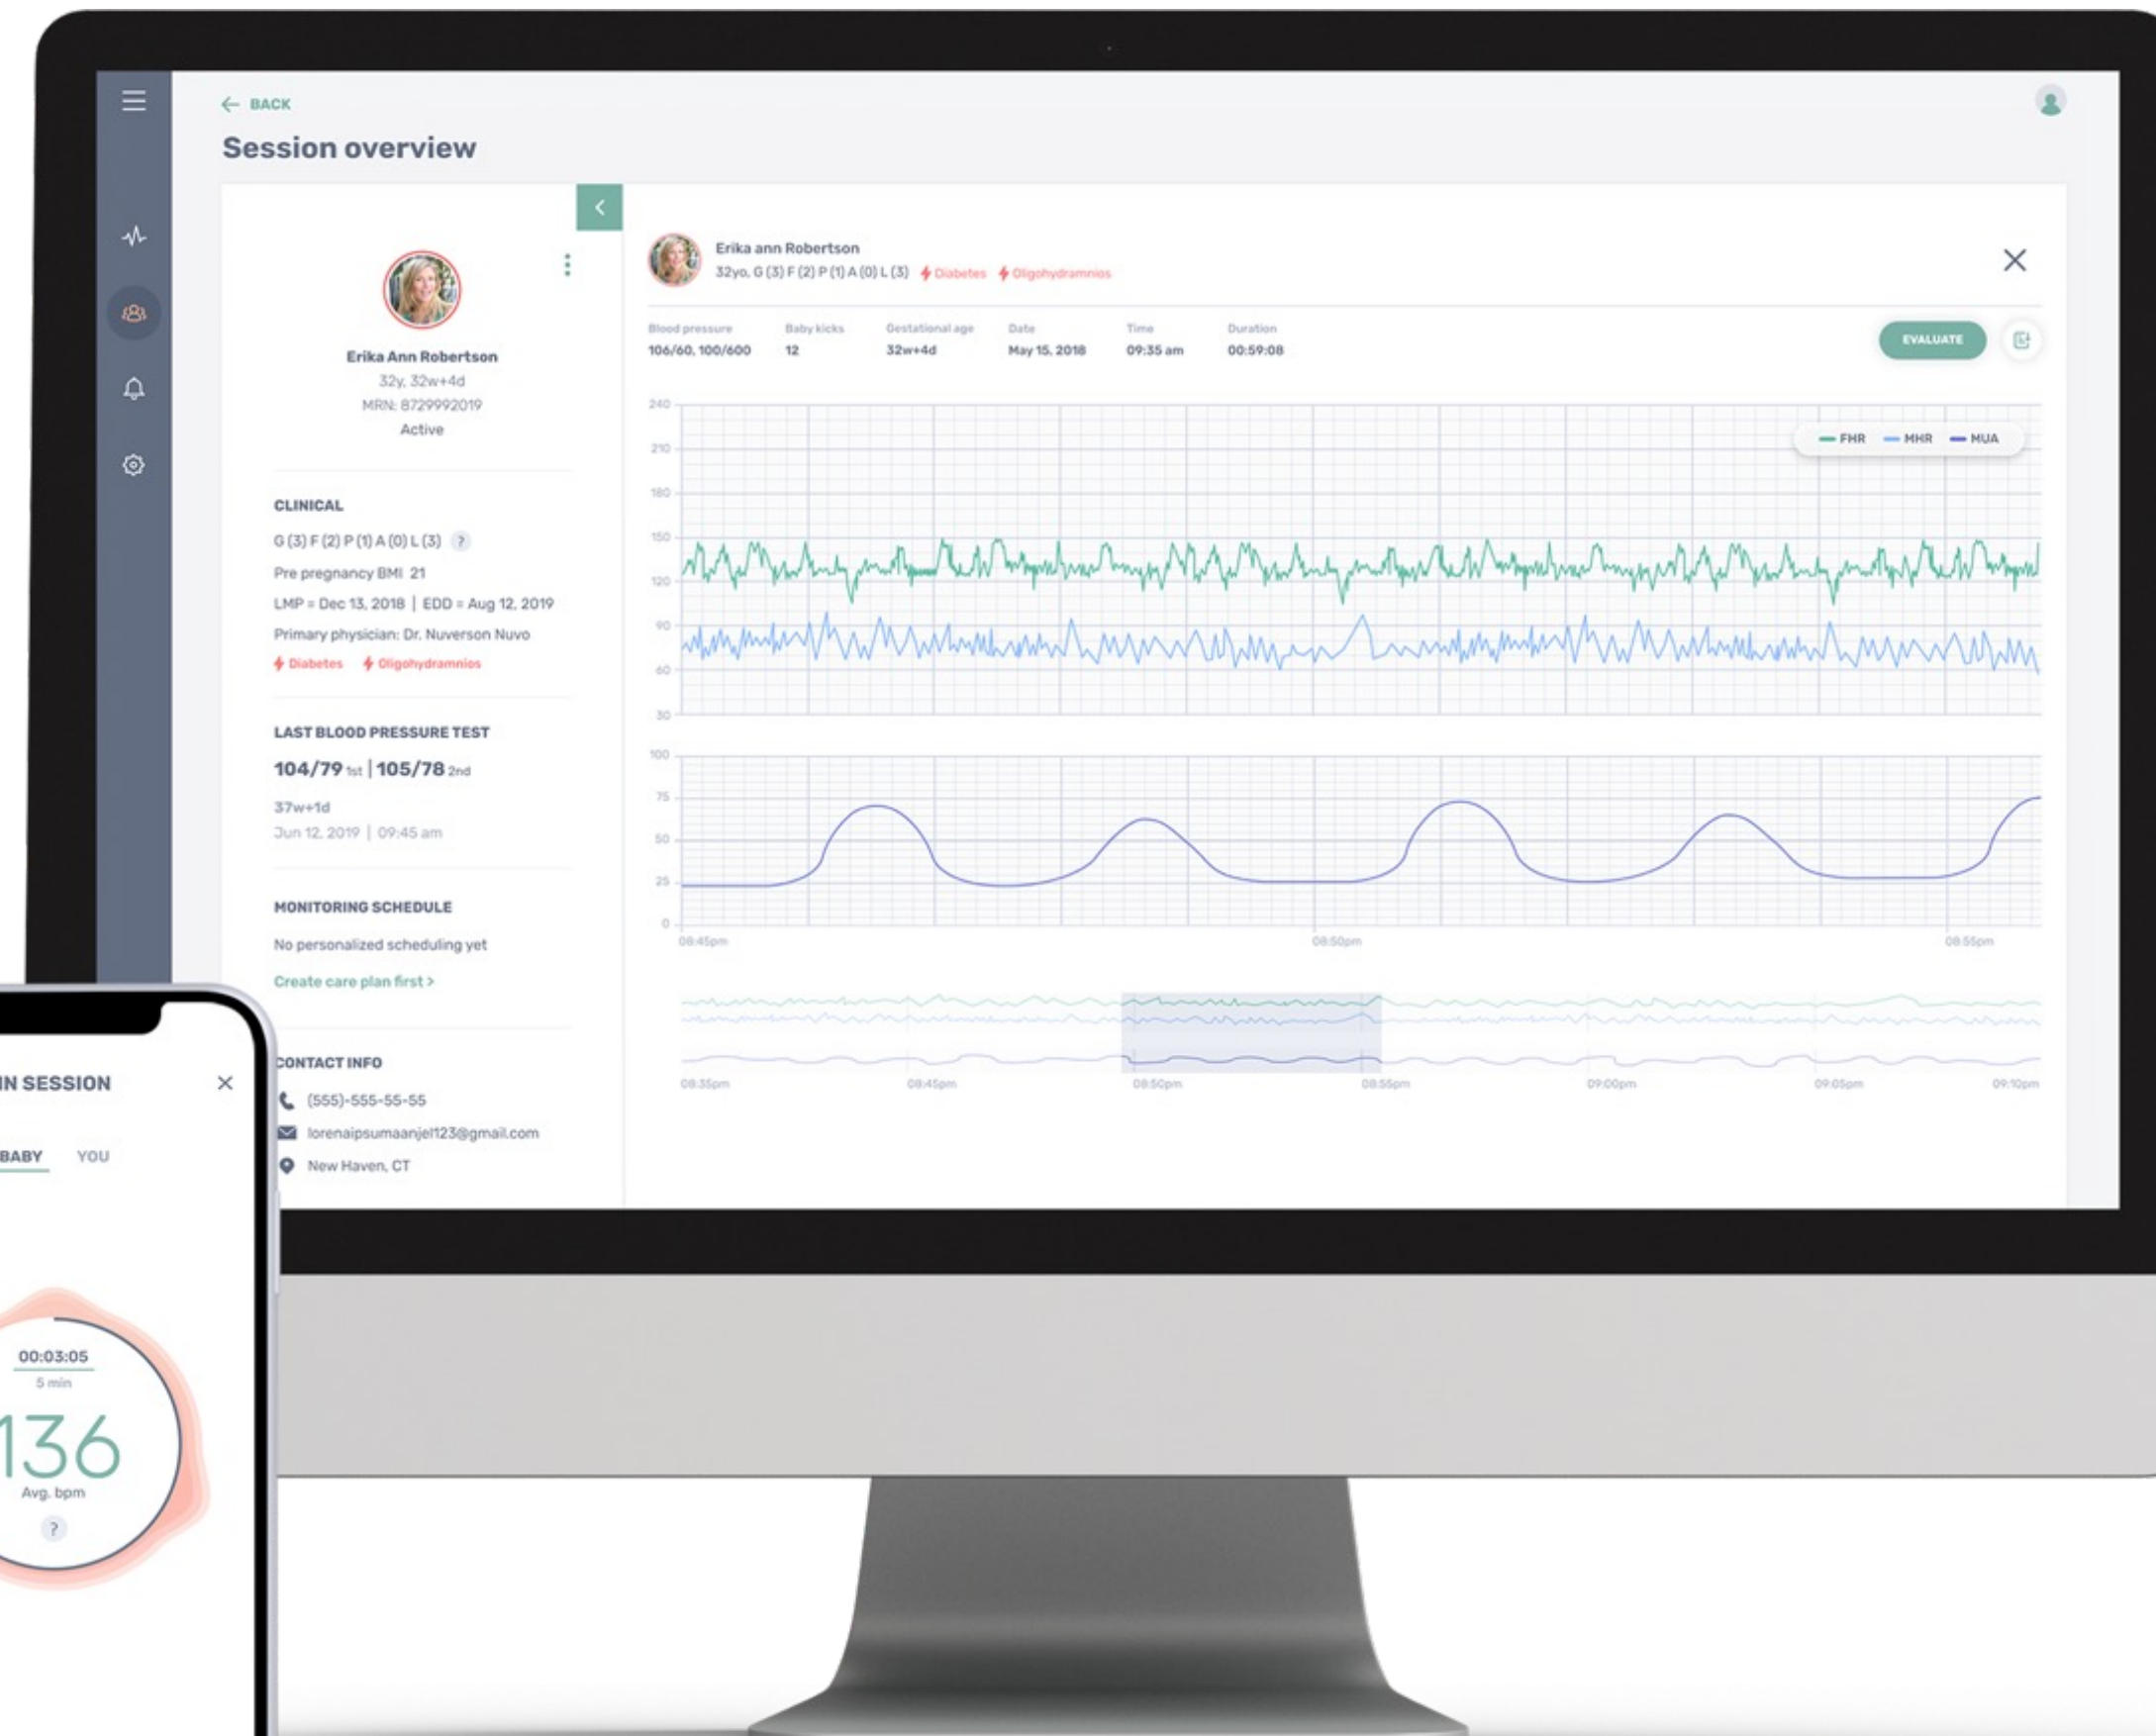 BACK
Session overview
Erika Ann Robertson
32y, 32w+4d
MRN: 8729992019
Active
CLINICAL
G (3) F (2) P (1) A (0) L (3) ?
Pre pregnancy BMI 21
LMP = Dec 13, 2018 | EDD = Aug 12, 2019
Primary physician: Dr. Nuverson Nuvo
Diabetes Oligohydramnios
LAST BLOOD PRESSURE TEST
104/79 1st | 105/78 2nd
37w+1d
Jun 12, 2019 | 09:45 am
MONITORING SCHEDULE
No personalized scheduling yet
Create care plan first >
CONTACT INFO
(555)-555-55-55
lorenaipsumaanjel123@gmail.com
New Haven, CT
Erika ann Robertson
32yo, G (3) F (2) P (1) A (0) L (3) Diabetes Oligohydramnios
Blood pressure Baby kicks Gestational age Date Time Duration
106/60, 100/600 12 32w+4d May 15, 2018 09:35 am 00:59:08
EVALUATE
FHR MHR MUA
240
210
180
150
120
90
60
30
100
75
50
25
0
08:45pm 08:50pm 08:55pm
08:35pm 08:45pm 08:50pm 08:55pm 09:00pm 09:05pm 09:10pm
IN SESSION
BABY YOU
00:03:05
5 min
136
Avg. bpm
?